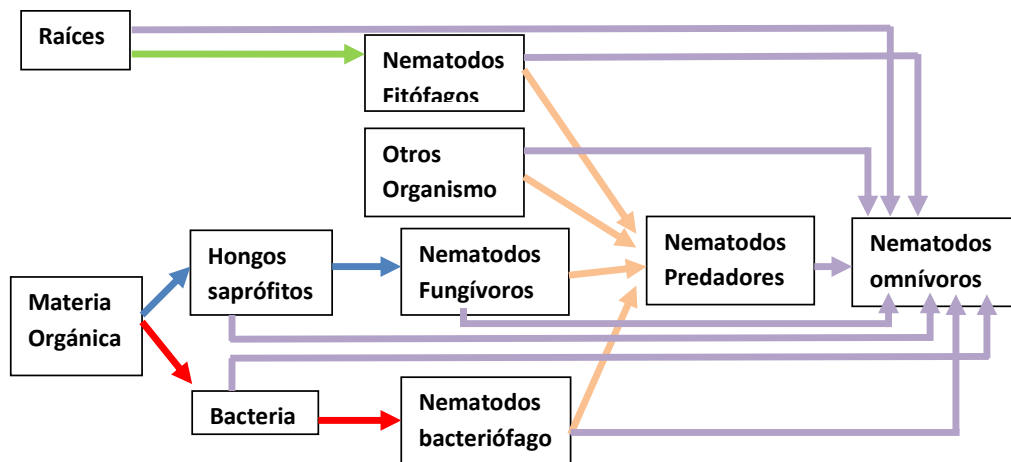 Raíces
Nematodos
Fitófagos
Otros
Organismo
Hongos
saprófitos
Nematodos
Fungívoros
Nematodos
Predadores
Nematodos
omnívoros
Materia
Orgánica
Bacteria
Nematodos
bacteriófago